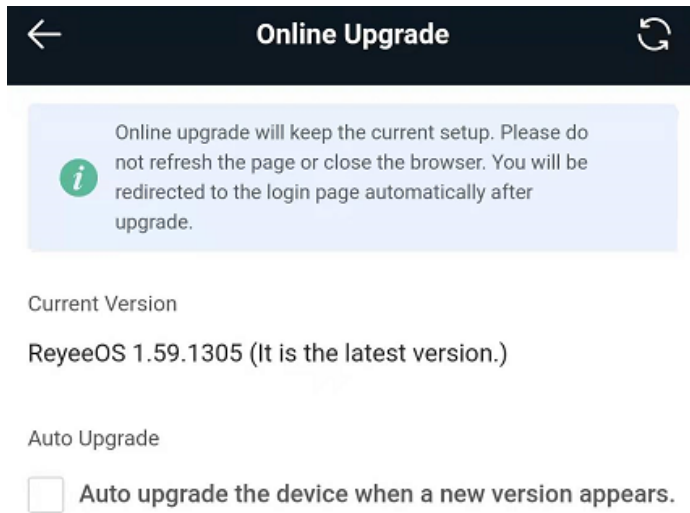 Online Upgrade
Online upgrade will keep the current setup. Please do
not refresh the page or close the browser. You will be
redirected to the login page automatically after
upgrade.
Current Version
ReyeeOS 1.59.1305 (It is the latest version.)
Auto Upgrade
Auto upgrade the device when a new version appears.